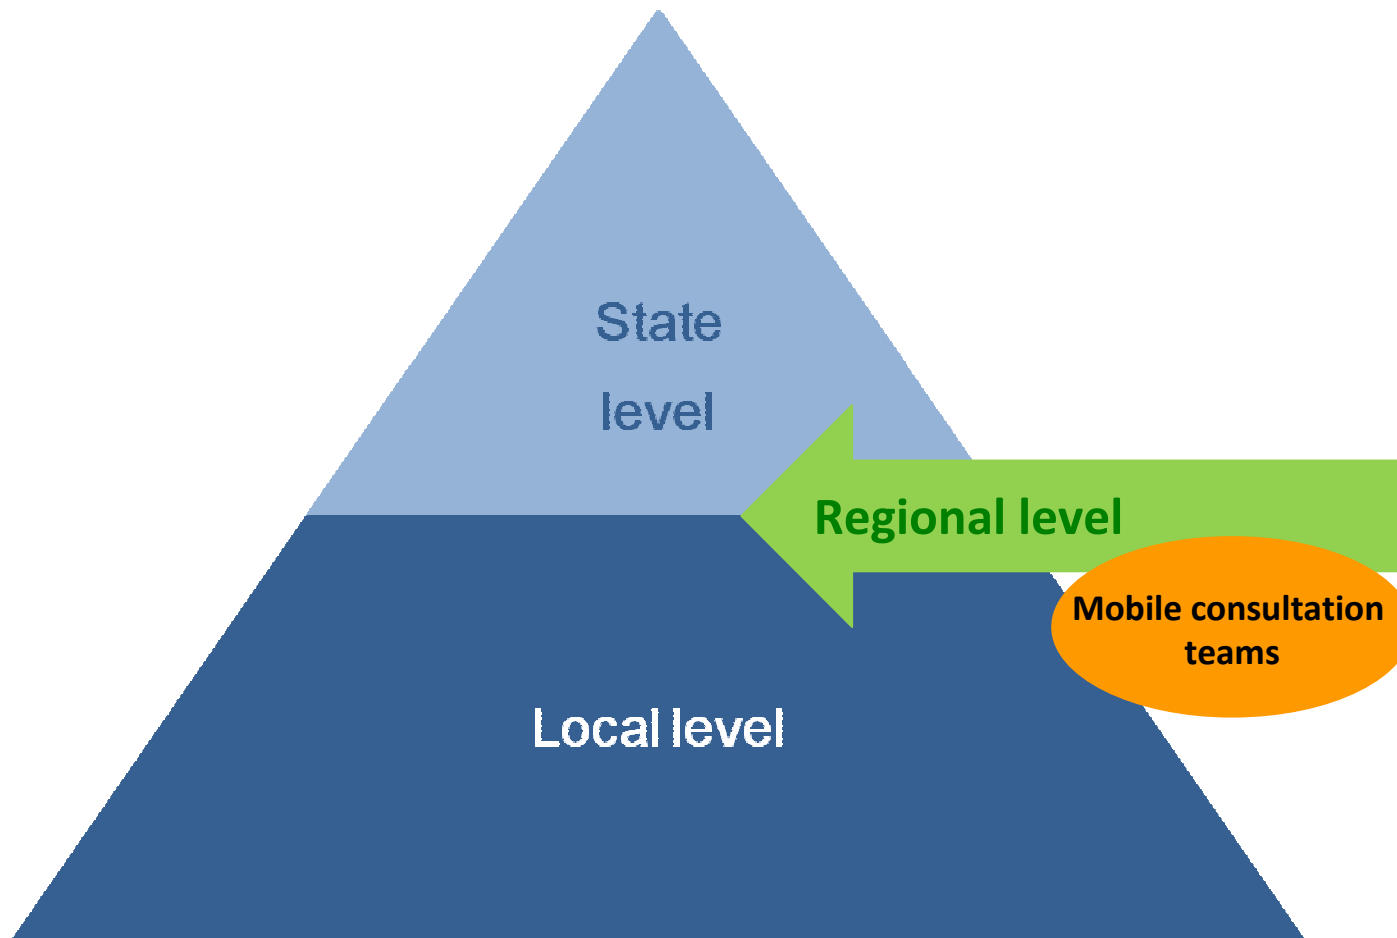 State
level
Regional level
Mobile consultation
teams
Local level